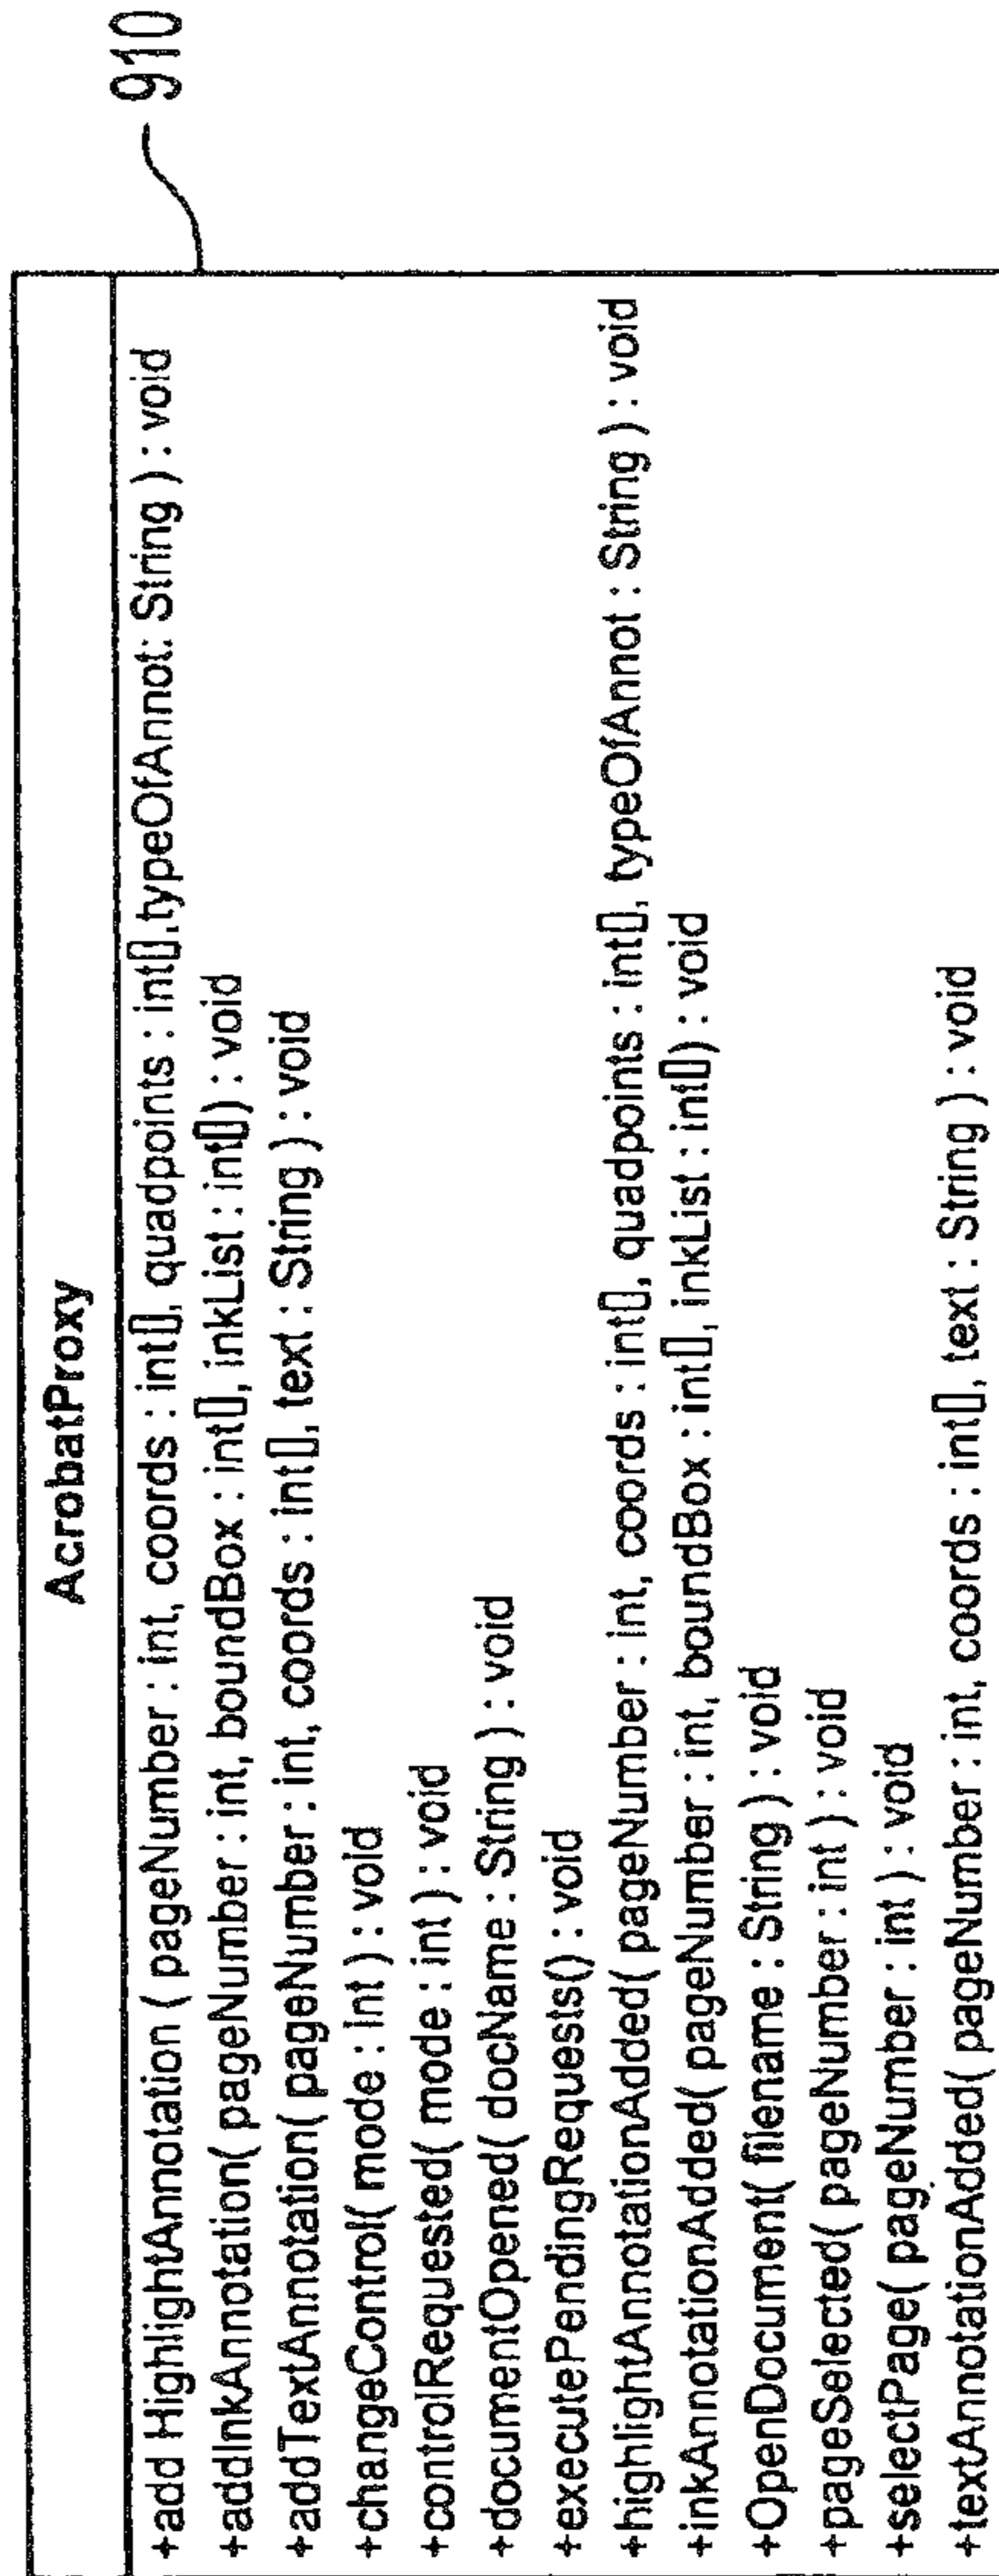 AcrobatProxy
+add HighlightAnnotation ( pageNumber : int, coords : int[], quadpoints : int[].typeOfAnnot: String ) : void
+addInkAnnotation( pageNumber : int, boundBox : int[], inkList : int[]) : void
+addTextAnnotation( pageNumber : int, coords : int[], text : String ) : void
+changeControl( mode : int ) : void
+controlRequested( mode : int ) : void
+documentOpened( docName : String ) : void
+executePendingRequests() : void
+highlightAnnotationAdded( pageNumber : int, coords : int[], quadpoints : int[], typeOfAnnot : String ) : void
+inkAnnotationAdded( pageNumber : int, boundBox : int[], inkList : int[]) : void
+OpenDocument( filename : String ) : void
+pageSelected( pageNumber : int ) : void
+selectPage( pageNumber : int ) : void
+textAnnotationAdded( pageNumber : int, coords : int[], text : String ) : void
910